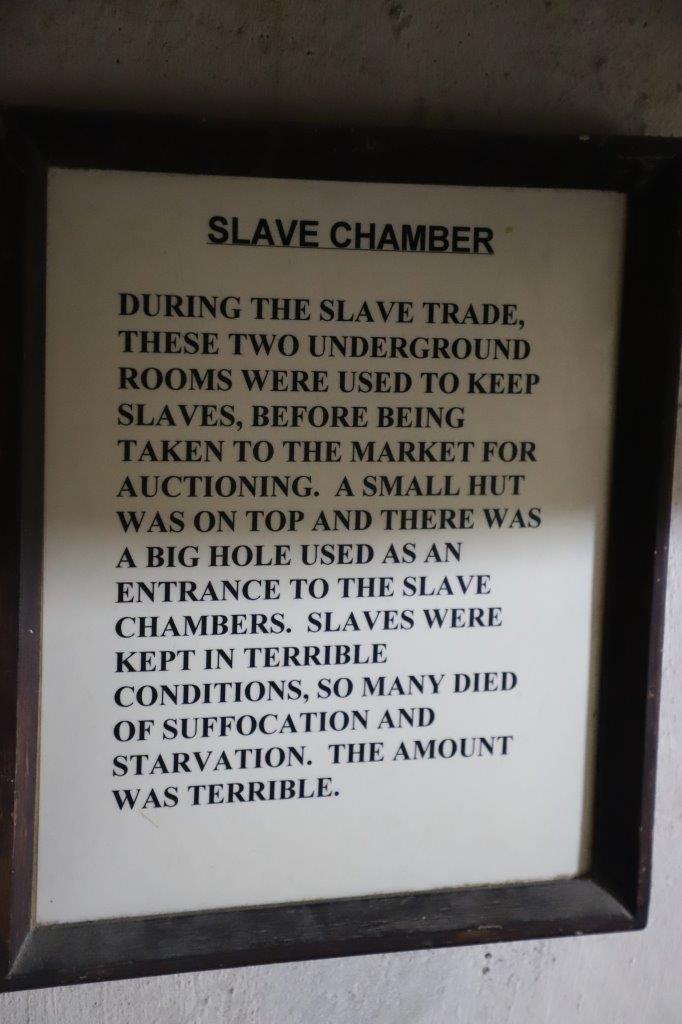 SLAVE CHAMBER
DURING THE SLAVE TRADE,
THESE TWO UNDERGROUND
ROOMS WERE USED TO KEEP
SLAVES, BEFORE BEING
TAKEN TO THE MARKET FOR
AUCTIONING. A SMALL HUT
WAS ON TOP AND THERE WAS
A BIG HOLE USED AS AN
ENTRANCE TO THE SLAVE
CHAMBERS. SLAVES WERE
KEPT IN TERRIBLE
CONDITIONS, SO MANY DIED
OF SUFFOCATION AND
STARVATION. THE AMOUNT
WAS TERRIBLE.